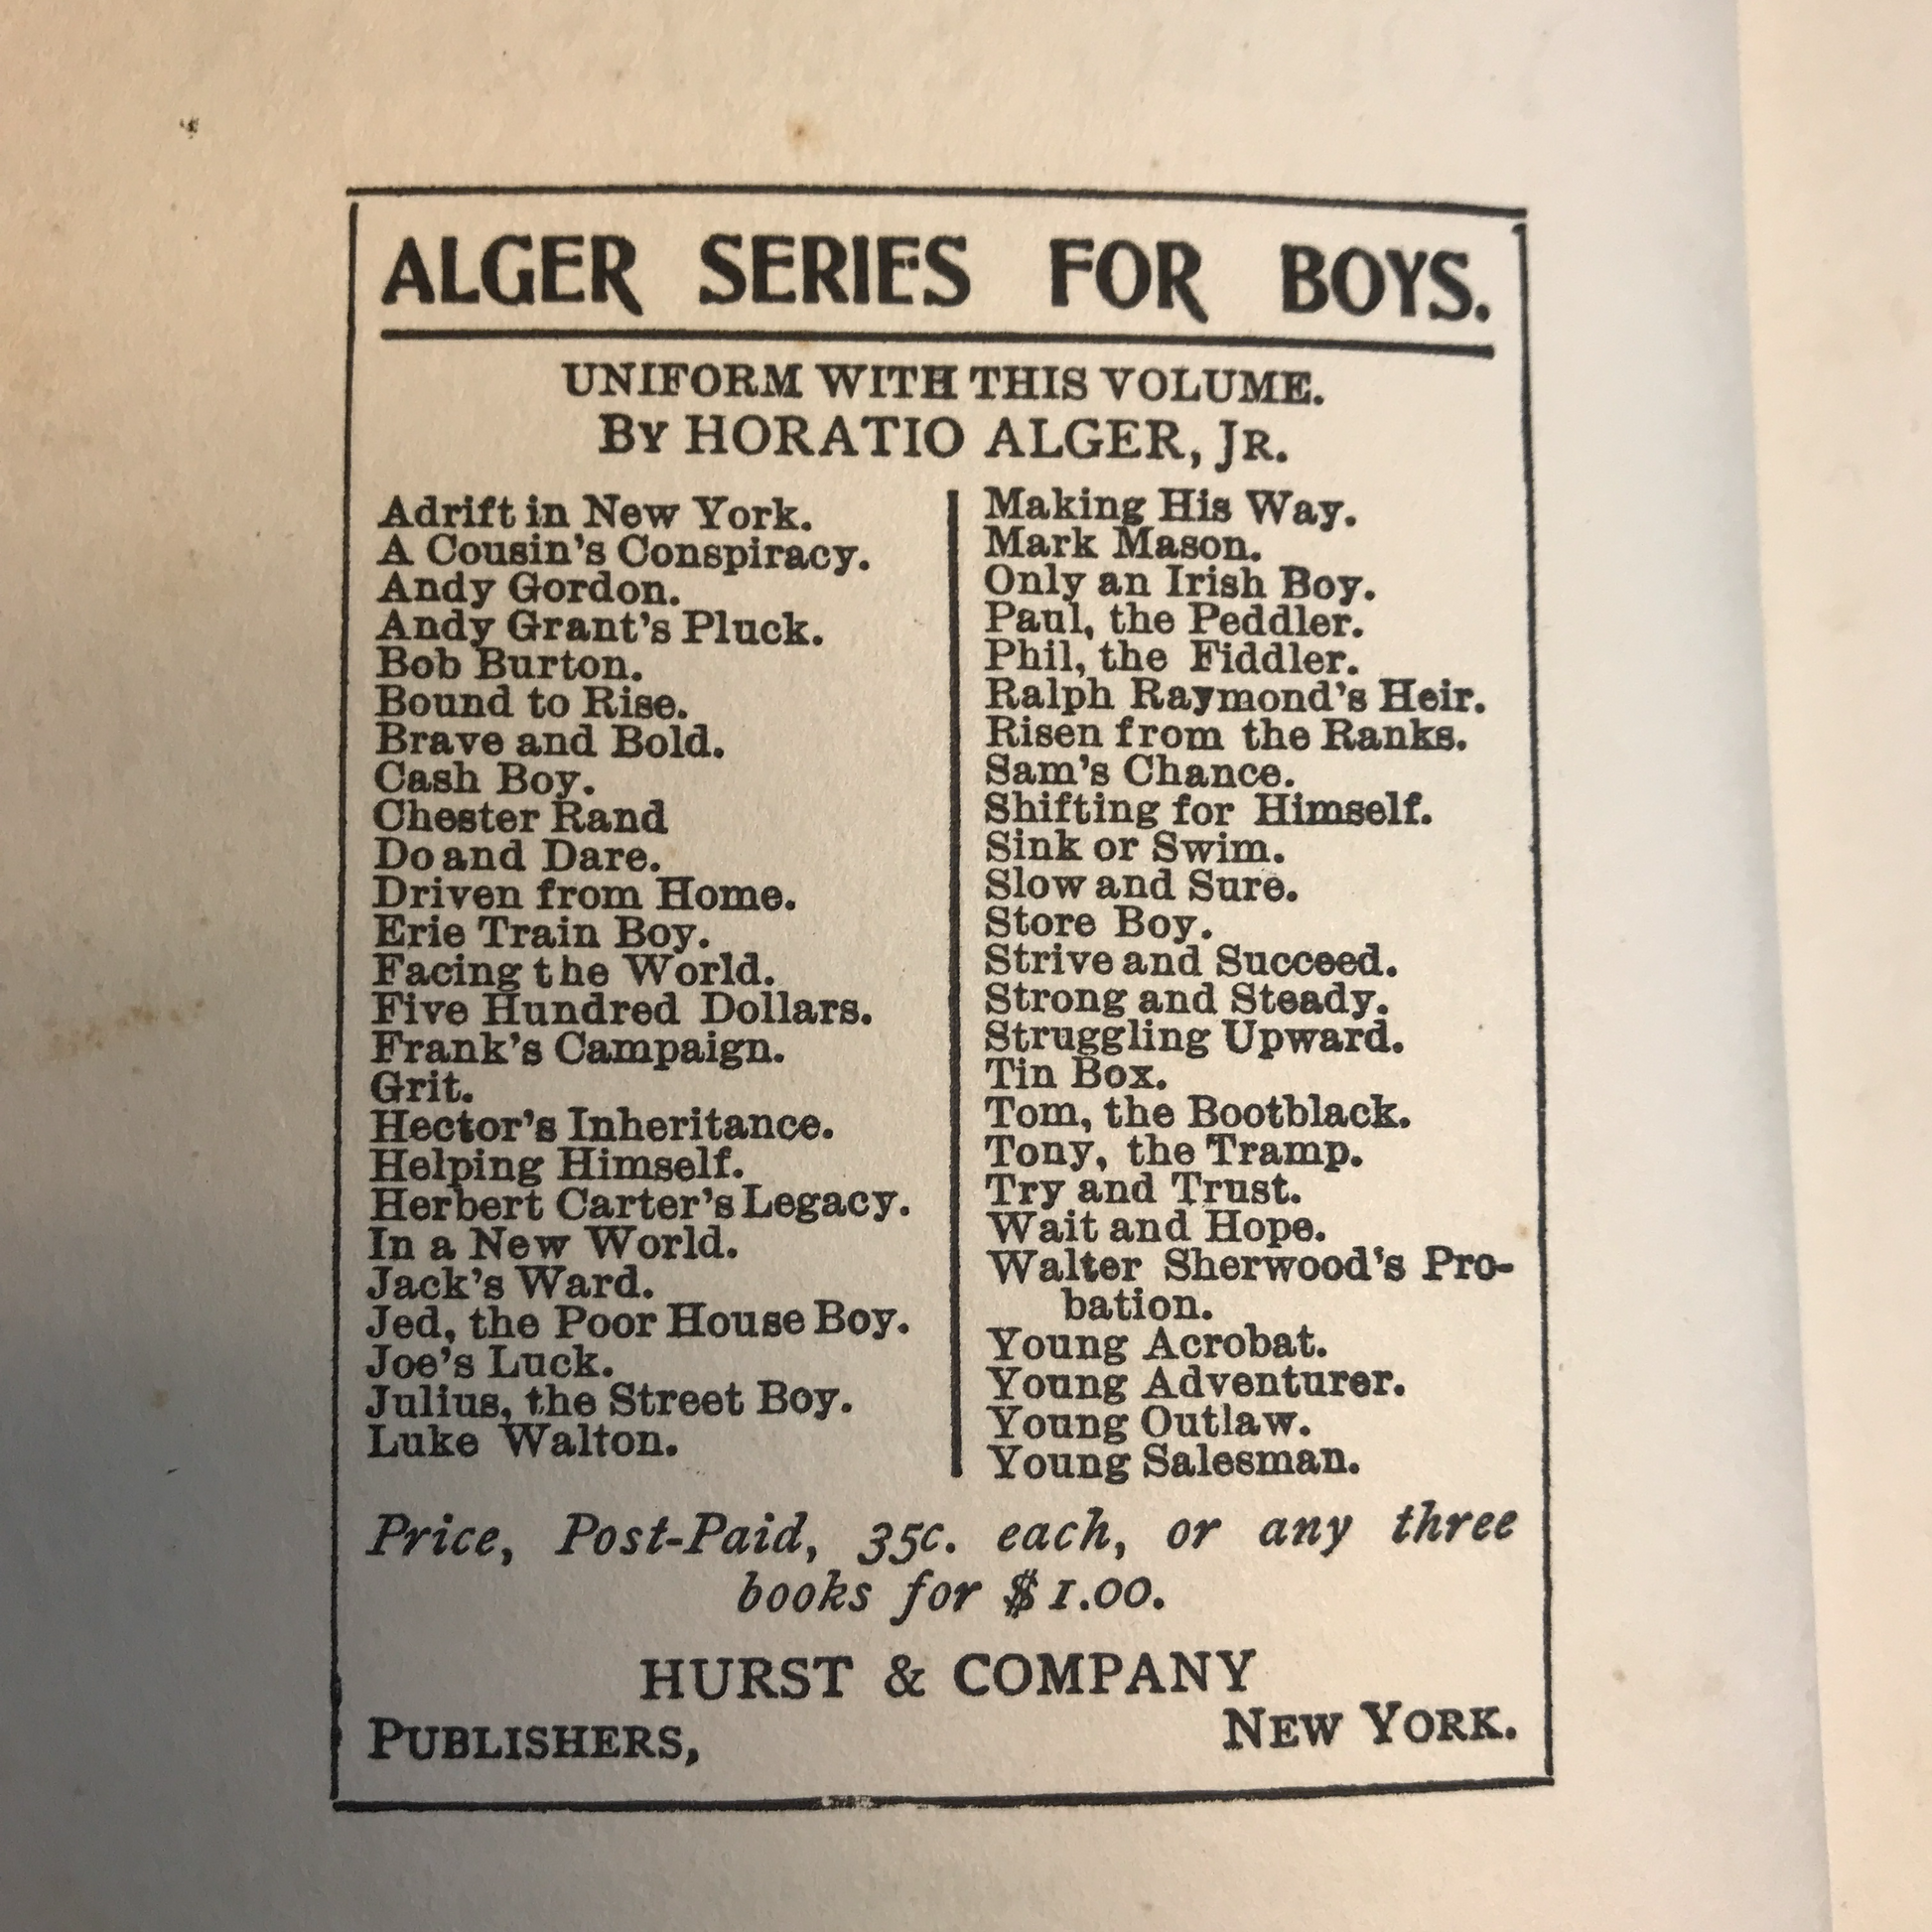 ALGER SERIES FOR BOYS.
UNIFORM WITH THIS VOLUME.
By HORATIO ALGER, Jr.
Adrift in New York.
A Cousin's Conspiracy.
Andy Gordon.
Andy Grant's Pluck.
Bob Burton.
Bound to Rise.
Brave and Bold.
Cash Boy.
Chester Rand
Do and Dare.
Driven from Home.
Erie Train Boy.
Facing the World.
Five Hundred Dollars.
Frank's Campaign.
Grit.
Hector's Inheritance.
Helping Himself.
Herbert Carter's Legacy.
In a New World.
Jack's Ward.
Jed, the Poor House Boy.
Joe's Luck.
Julius, the Street Boy.
Luke Walton.
Making His Way.
Mark Mason.
Only an Irish Boy.
Paul, the Peddler.
Phil, the Fiddler.
Ralph Raymond's Heir.
Risen from the Ranks.
Sam's Chance.
Shifting for Himself.
Sink or Swim.
Slow and Sure.
Store Boy.
Strive and Succeed.
Strong and Steady.
Struggling Upward.
Tin Box.
Tom, the Bootblack.
Tony, the Tramp.
Try and Trust.
Wait and Hope.
Walter Sherwood's Pro-
bation.
Young Acrobat.
Young Adventurer.
Young Outlaw.
Young Salesman.
Price, Post-Paid, 35c. each, or any three
books for $1.00.
HURST & COMPANY
PUBLISHERS, NEW YORK.